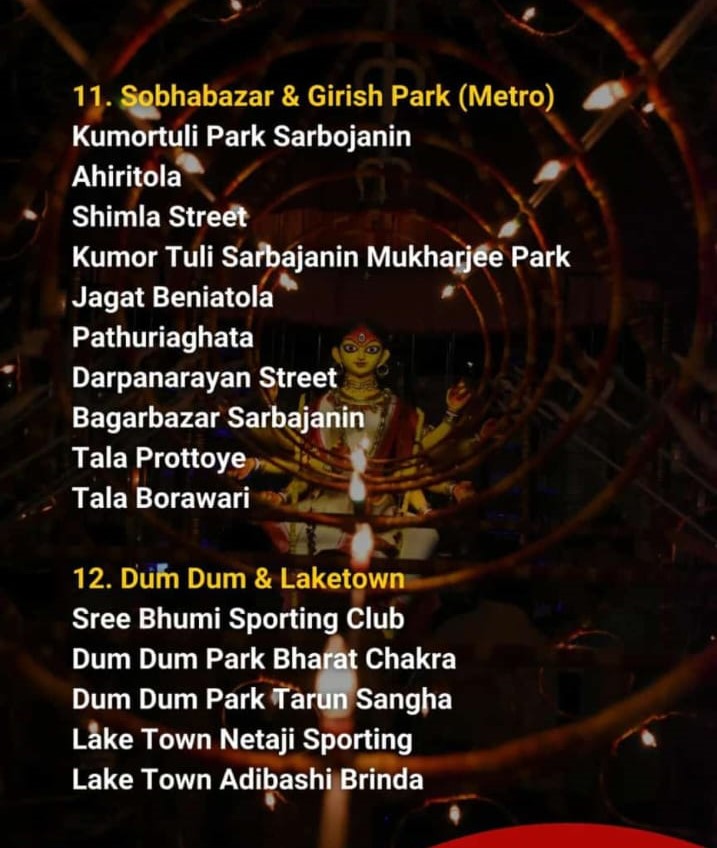 11. Sobhabazar & Girish Park (Metro)
Kumortuli Park Sarbojanin
Ahiritola
Shimla Street
Kumor Tuli Sarbajanin Mukharjee Park
Jagat Beniatola
Pathuriaghata
Darpanarayan Street
Bagarbazar Sarbajanin
Tala Prottoye
Tala Borawari
12. Dum Dum & Laketown
Sree Bhumi Sporting Club
Dum Dum Park Bharat Chakra
Dum Dum Park Tarun Sangha
Lake Town Netaji Sporting
Lake Town Adibashi Brinda